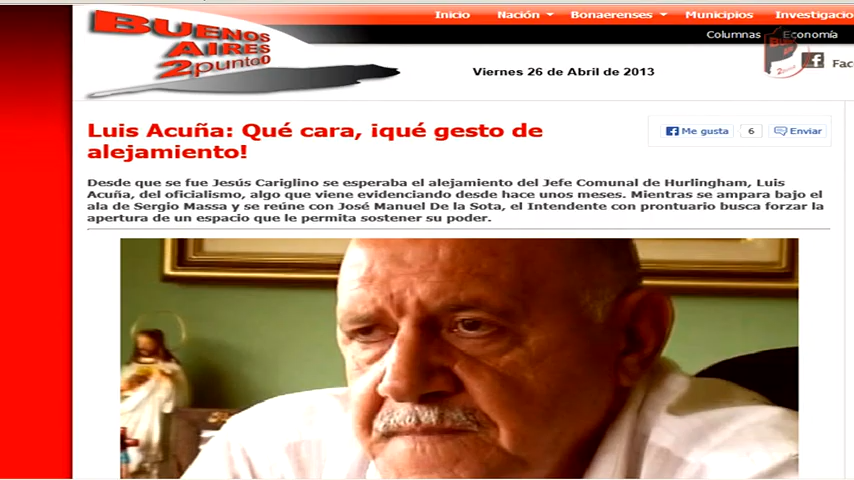 Inicio Nación Bonaerenses Municipios Investigacio
Columnas Economía
BUENOS
AIRES
2punto0
Viernes 26 de Abril de 2013
Fac
Luis Acuña: Qué cara, ¡qué gesto de
alejamiento!
Me gusta 6 Enviar
Desde que se fue Jesús Cariglino se esperaba el alejamiento del Jefe Comunal de Hurlingham, Luis
Acuña, del oficialismo, algo que viene evidenciando desde hace unos meses. Mientras se ampara bajo el
ala de Sergio Massa y se reúne con José Manuel De la Sota, el Intendente con prontuario busca forzar la
apertura de un espacio que le permita sostener su poder.